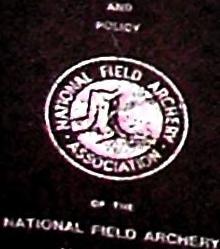 AND
POLICY
NATIONAL FIELD ARCHERY
• ASSOCIATION •
OF THE
NATIONAL FIELD ARCHERY